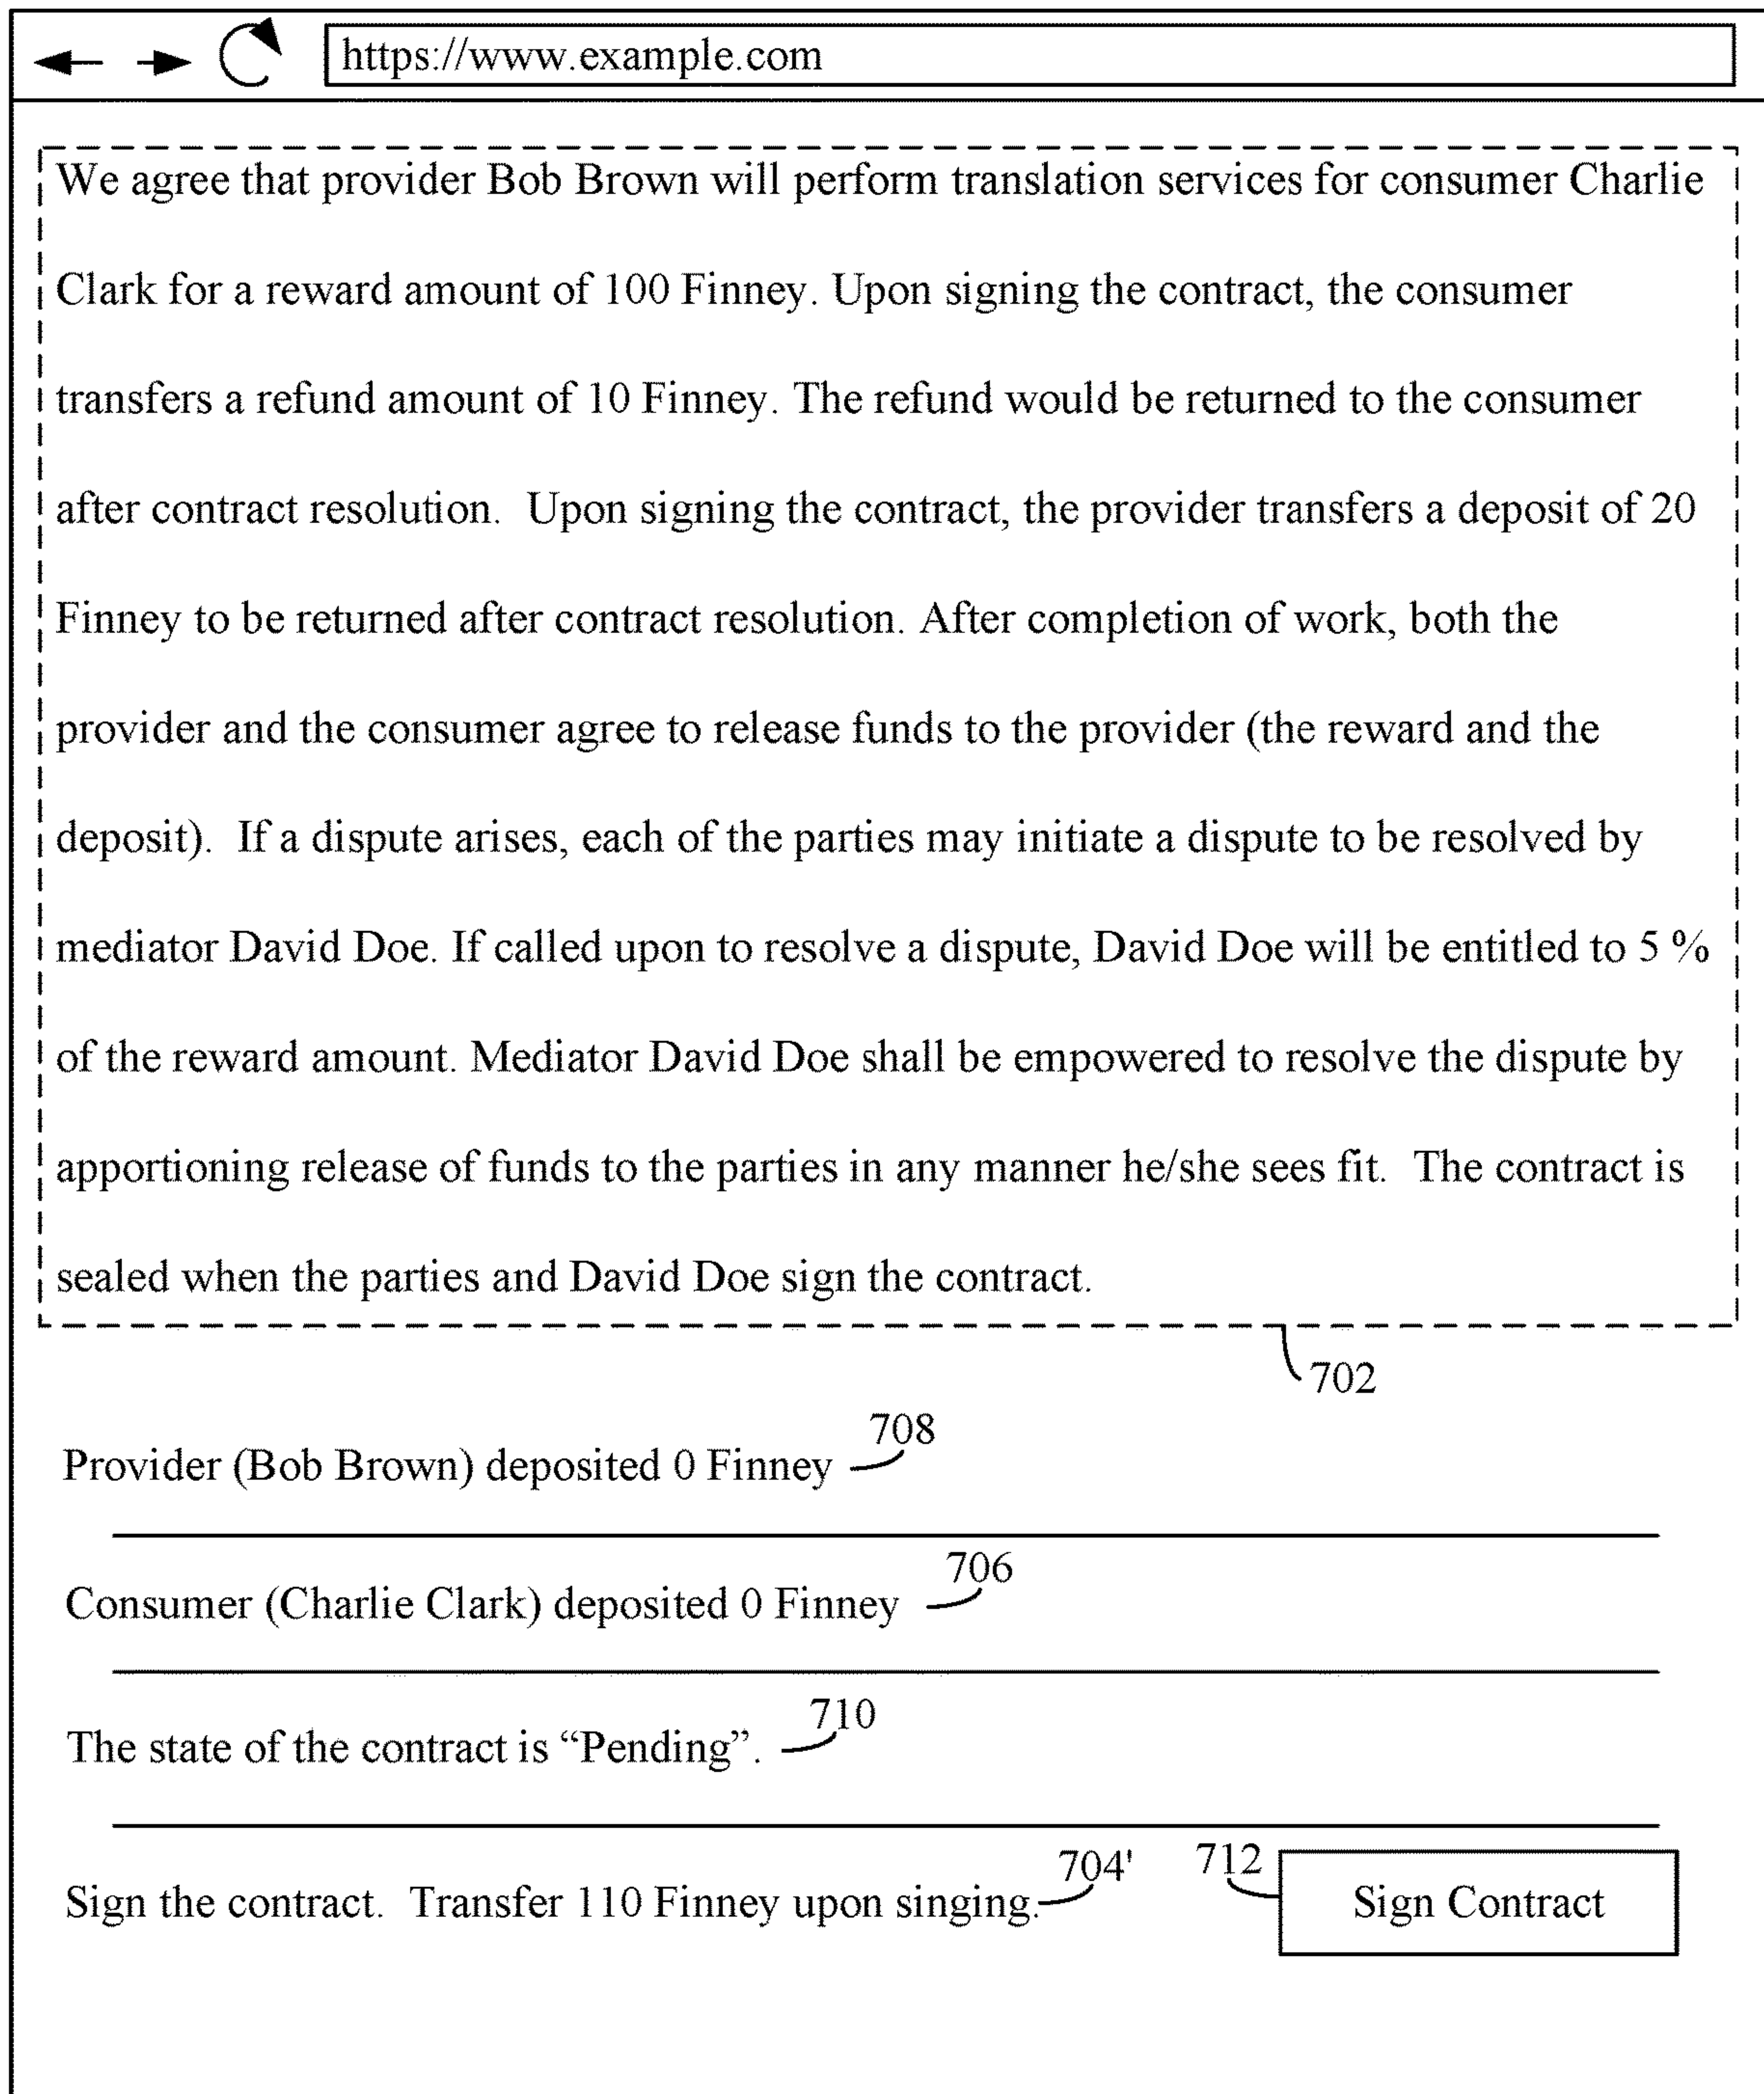 https://www.example.com
We agree that provider Bob Brown will perform translation services for consumer Charlie
Clark for a reward amount of 100 Finney. Upon signing the contract, the consumer
transfers a refund amount of 10 Finney. The refund would be returned to the consumer
after contract resolution.  Upon signing the contract, the provider transfers a deposit of 20
Finney to be returned after contract resolution. After completion of work, both the
provider and the consumer agree to release funds to the provider (the reward and the
deposit).  If a dispute arises, each of the parties may initiate a dispute to be resolved by
mediator David Doe. If called upon to resolve a dispute, David Doe will be entitled to 5 %
of the reward amount. Mediator David Doe shall be empowered to resolve the dispute by
apportioning release of funds to the parties in any manner he/she sees fit.  The contract is
sealed when the parties and David Doe sign the contract.
702
708
Provider (Bob Brown) deposited 0 Finney
706
Consumer (Charlie Clark) deposited 0 Finney
710
The state of the contract is “Pending”.
704' 712
Sign the contract.  Transfer 110 Finney upon singing. Sign Contract